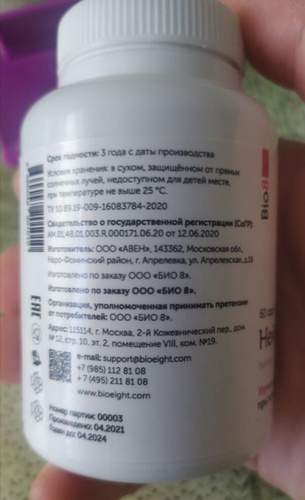 Срок годности: 3 года с даты производства
Условия хранения: в сухом, защищённом от прямых
солнечных лучей, недоступном для детей месте,
при температуре не выше 25 °C.
ТУ 10.89.19-009-16083784-2020
Свидетельство о государственной регистрации (СоГР):
AM.01.48.01.003.R.000171.06.20 от 12.06.2020
Изготовитель: ООО «АВЕН», 143362, Московская обл,
Наро-Фоминский район, г. Апрелевка, ул. Апрелевская,
Изготовлено по заказу ООО «БИО 8».
Изготовлено по заказу ООО «БИО 8».
Организация, уполномоченная принимать претензии
от потребителей: ООО «БИО 8».
Адрес: 115114, г. Москва, 2-й Кожевнический пер., дом
№ 12, стр. 10, эт. 2, помещение VIII, ком. №19.
e-mail: support@bioeight.com
+7 (985) 112 81 08
+7 (495) 211 81 08
www.bioeight.com
Номер партии: 00003
Произведено: 04.2021
Годен до: 04.2024
EAC
Bio8
60